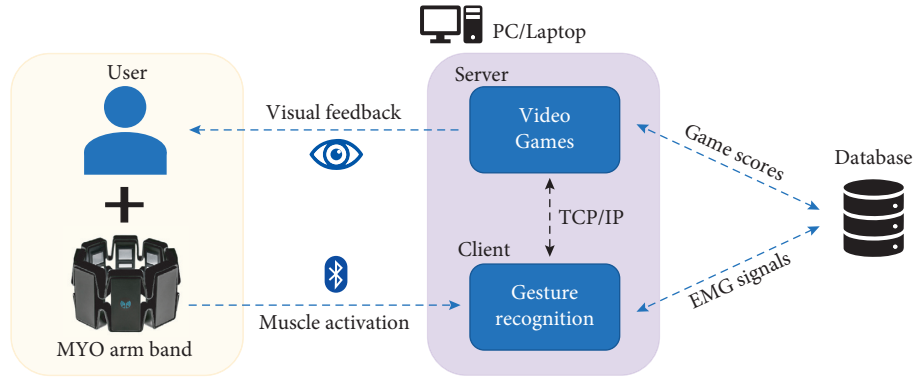 PC/Laptop
User
Server
Visual feedback
Video
Games
Game scores
Database
TCP/IP
Client
EMG signals
Gesture
recognition
Muscle activation
MYO arm band